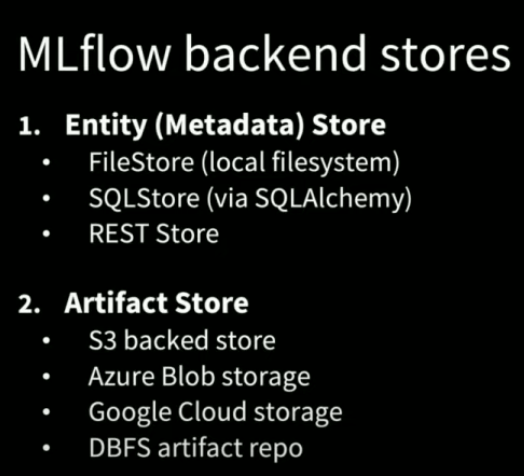 MLflow backend stores
1. Entity (Metadata) Store
• FileStore (local filesystem)
• SQLStore (via SQLAlchemy)
• REST Store
2. Artifact Store
• S3 backed store
• Azure Blob storage
• Google Cloud storage
• DBFS artifact repo